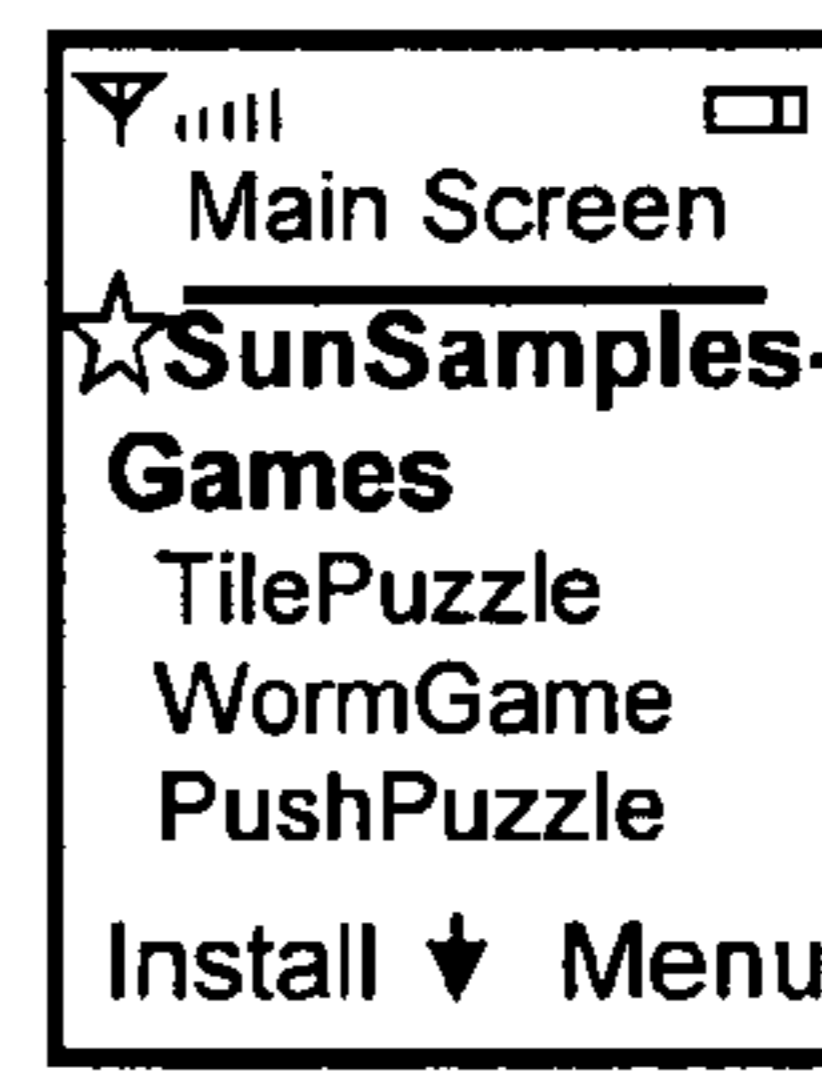 Main Screen
SunSamples-
Games
TilePuzzle
WormGame
PushPuzzle
Install Menu